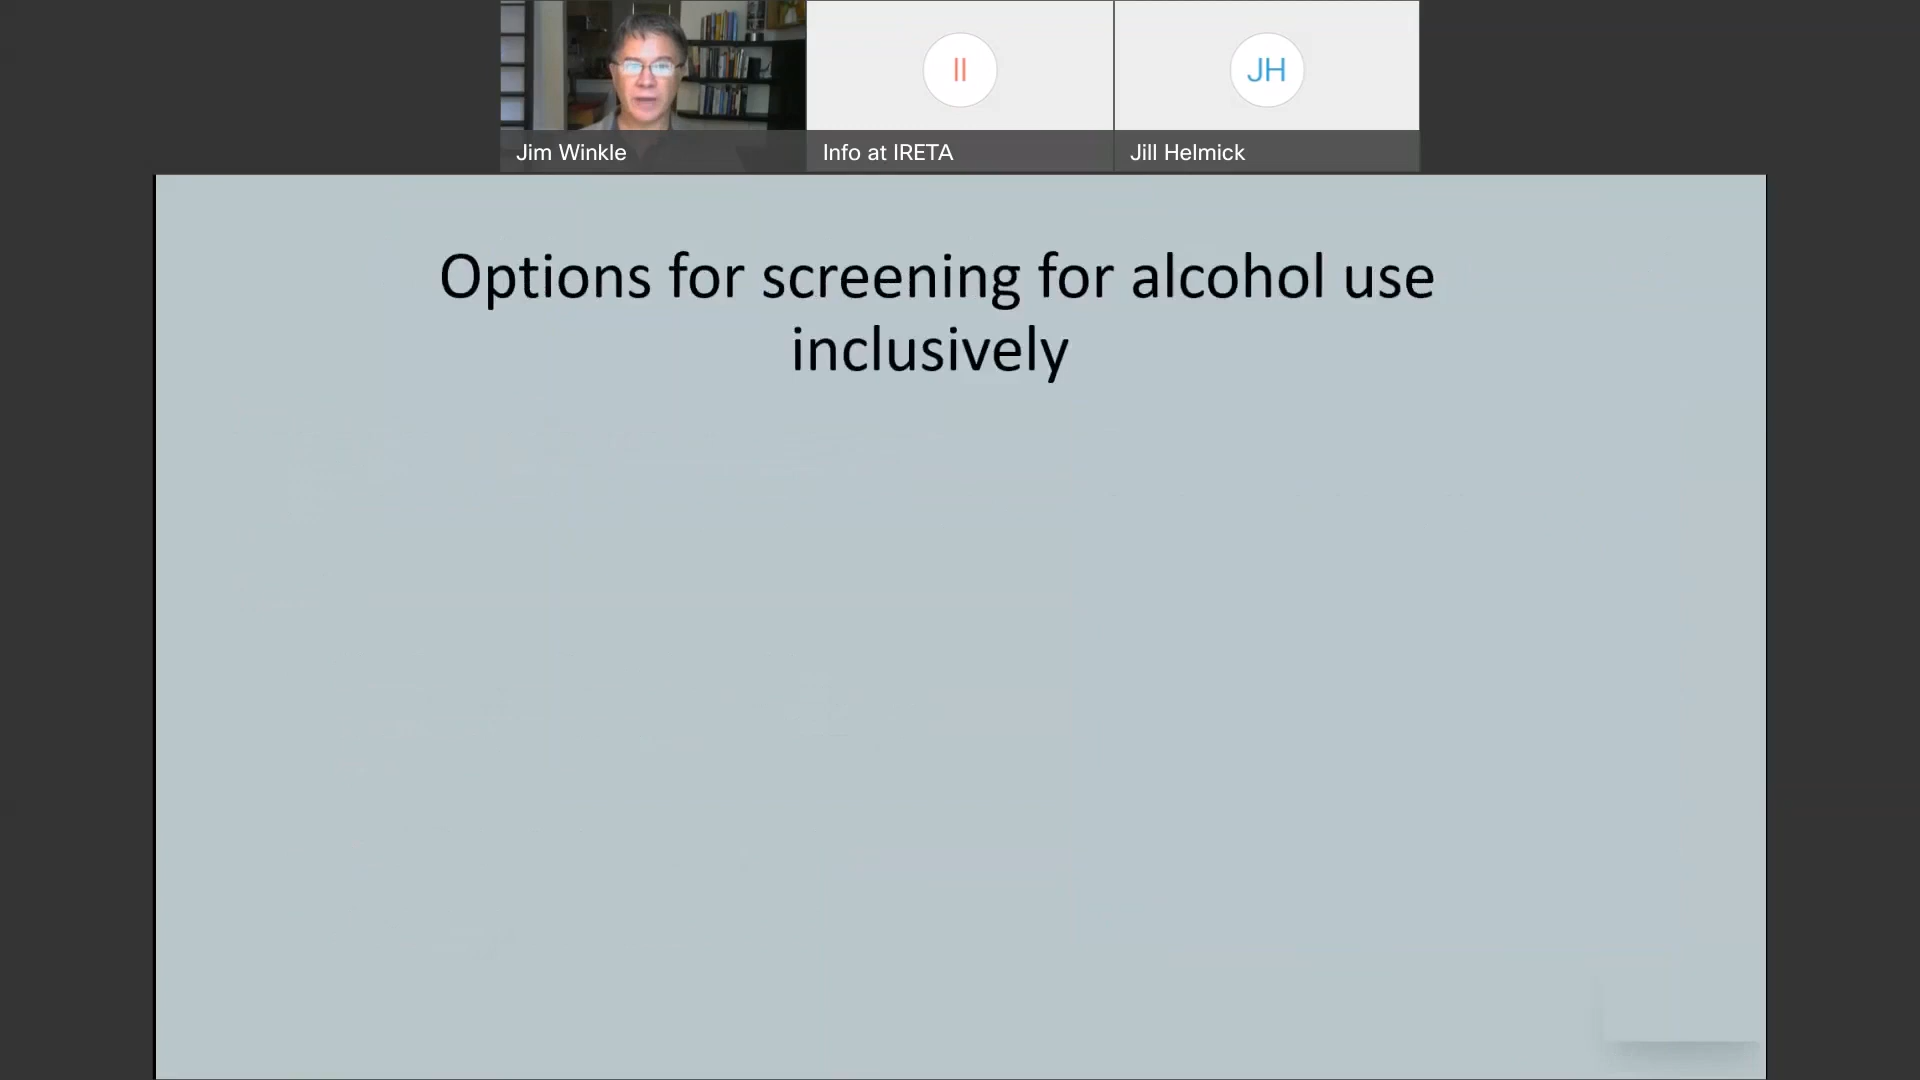 II
JH
Jim Winkle
Info at IRETA
Jill Helmick
Options for screening for alcohol use
inclusively